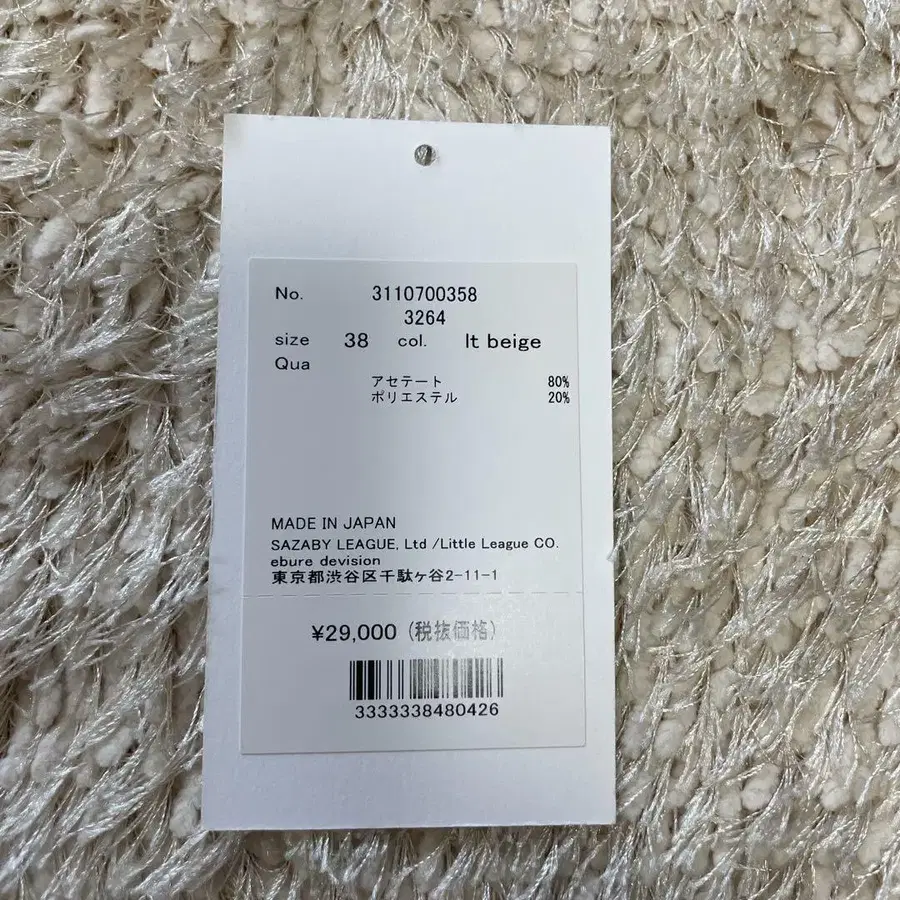 No. 3110700358
3264
size 38 col. lt beige
Qua
アセテート 80%
ポリエステル 20%
MADE IN JAPAN
SAZABY LEAGUE, Ltd /Little League CO.
ebure devision
東京都渋谷区千駄ヶ谷2-11-1
¥29,000 (税抜価格)
3333338480426